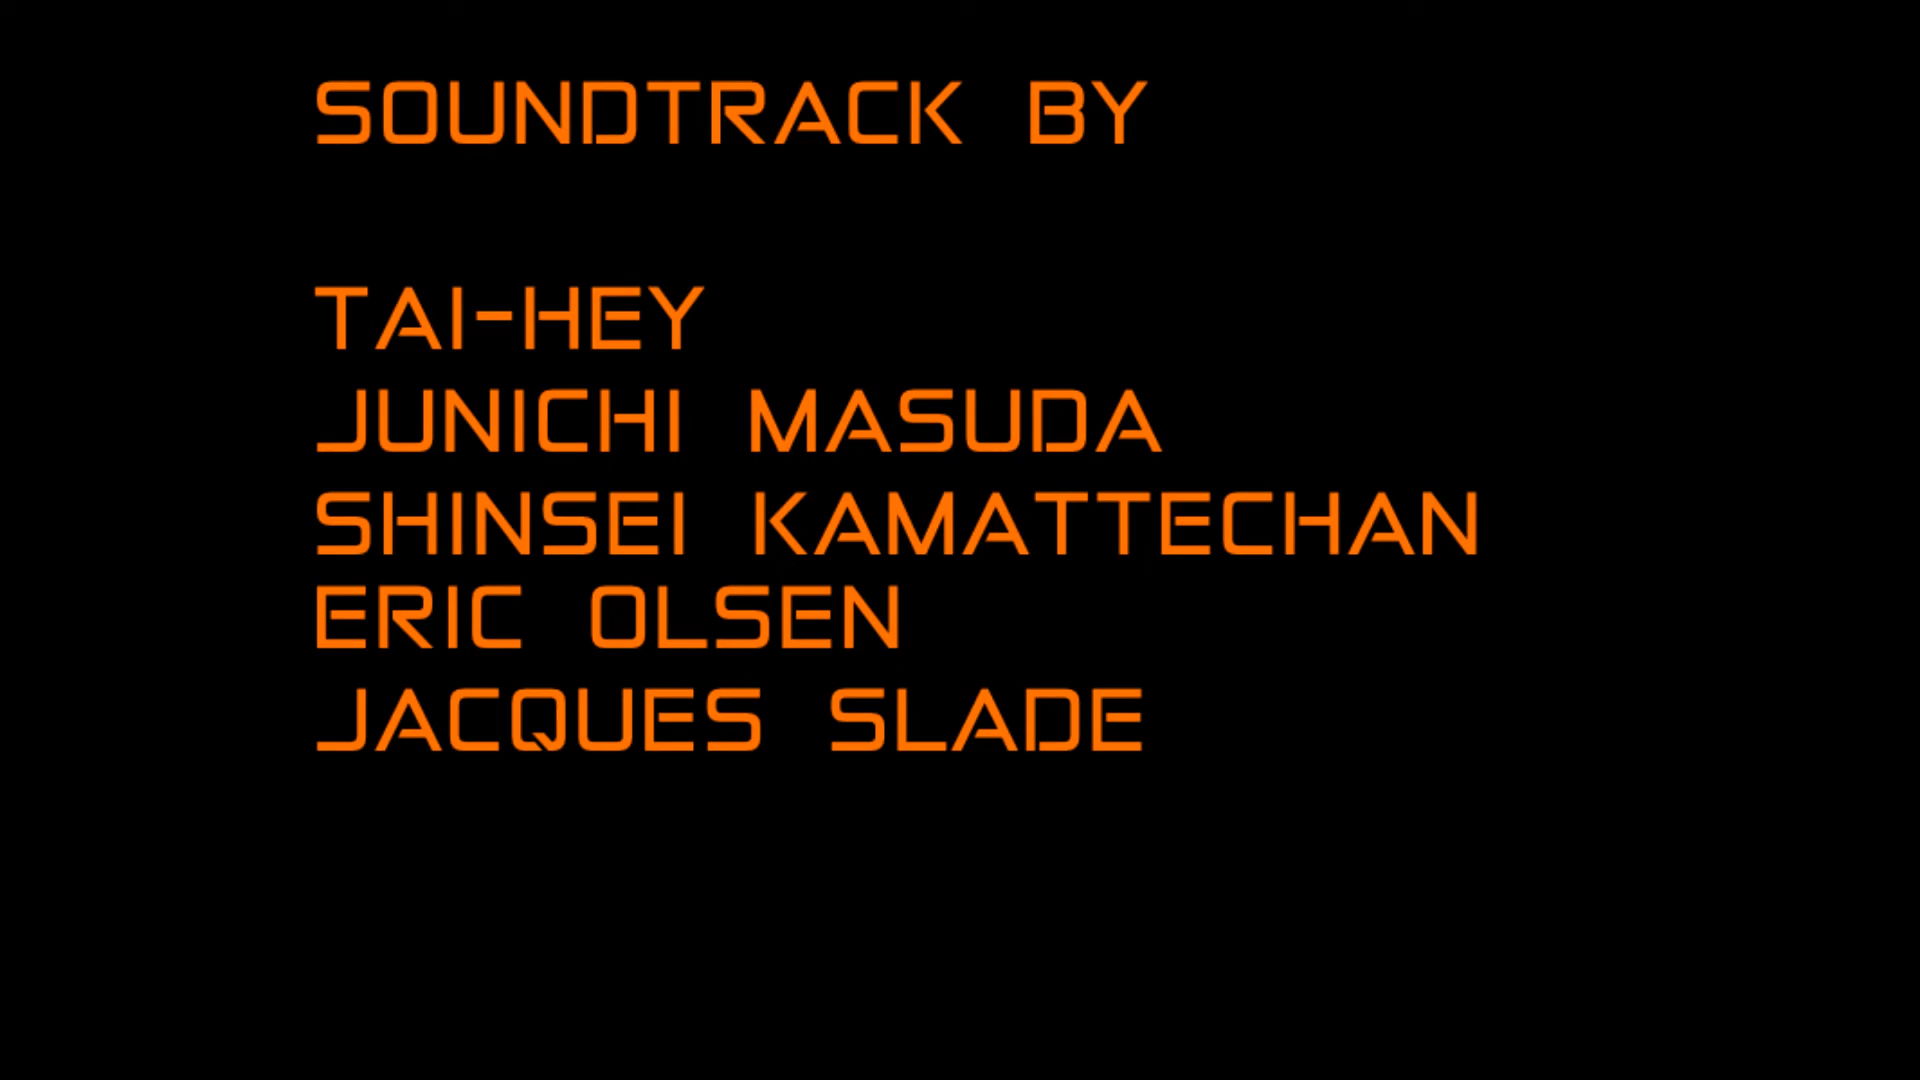 SOUNDTRACK BY
TAI-HEY
JUNICHI MASUDA
SHINSEI KAMATTECHAN
ERIC OLSEN
JACQUES SLADE